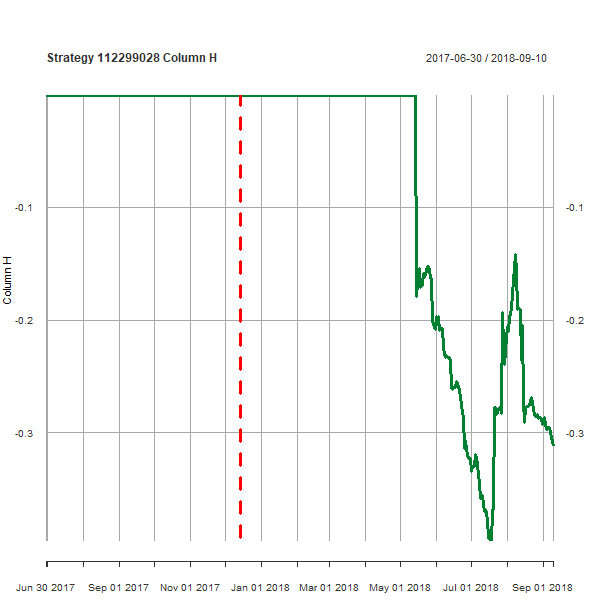 Strategy 112299028 Column H
2017-06-30 / 2018-09-10
-0.1 -0.1
-0.2 -0.2
-0.3 -0.3
Column H
Jun 30 2017 Sep 01 2017 Nov 01 2017 Jan 01 2018 Mar 01 2018 May 01 2018 Jul 01 2018 Sep 01 2018